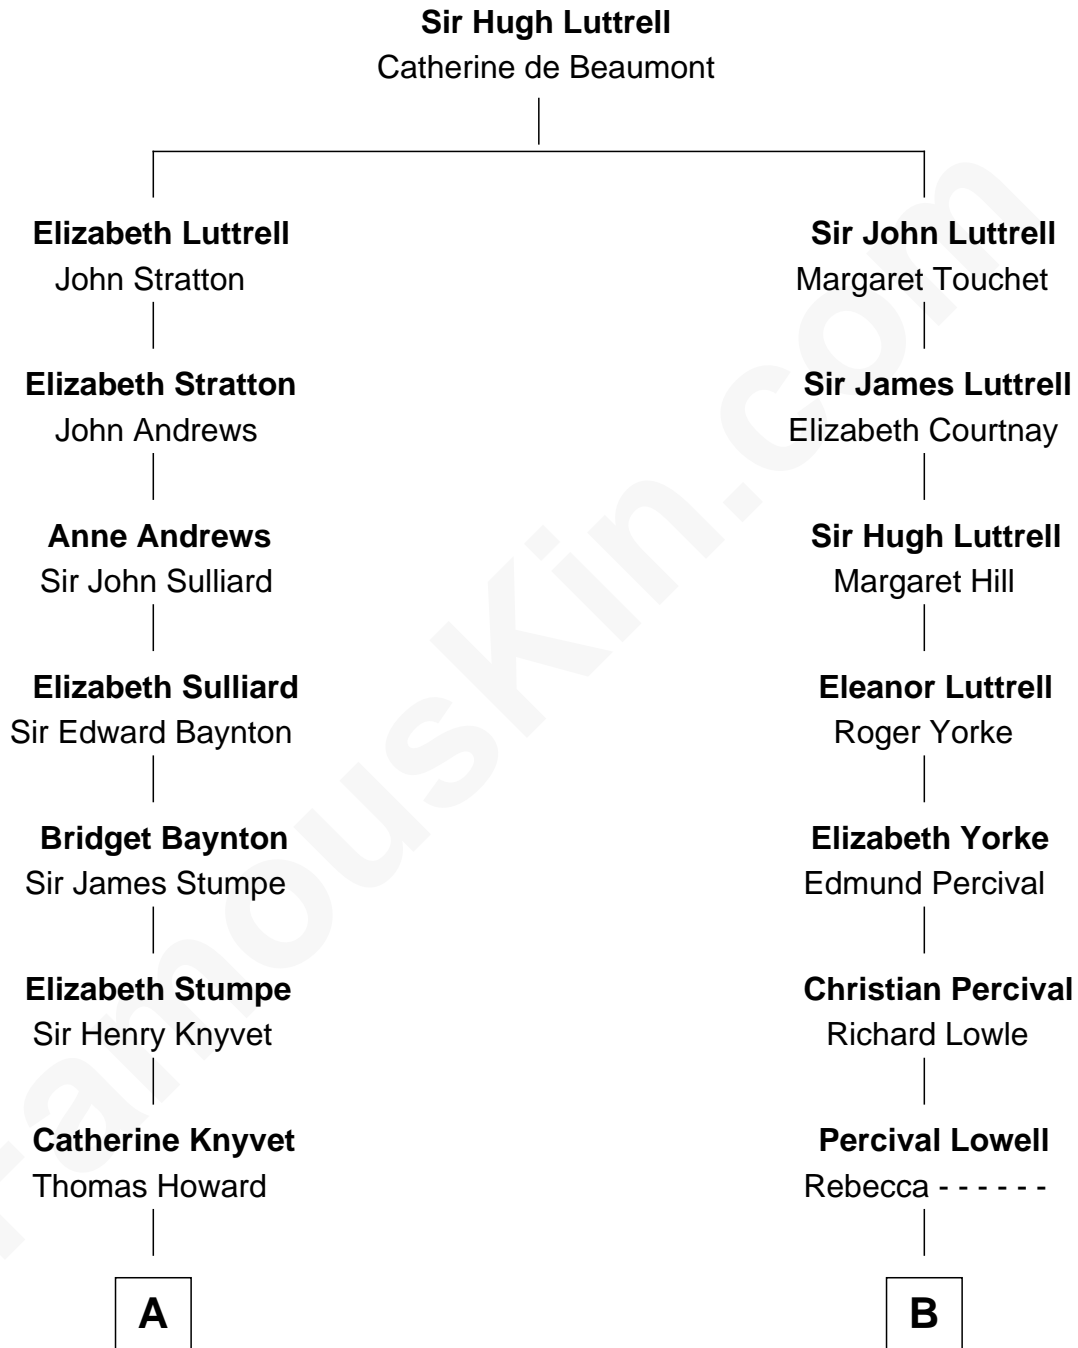 Sir Hugh Luttrell
Catherine de Beaumont
Elizabeth Luttrell
John Stratton
Elizabeth Stratton
John Andrews
Anne Andrews
Sir John Sulliard
Elizabeth Sulliard
Sir Edward Baynton
Bridget Baynton
Sir James Stumpe
Elizabeth Stumpe
Sir Henry Knyvet
Catherine Knyvet
Thomas Howard
A
Sir John Luttrell
Margaret Touchet
Sir James Luttrell
Elizabeth Courtnay
Sir Hugh Luttrell
Margaret Hill
Eleanor Luttrell
Roger Yorke
Elizabeth Yorke
Edmund Percival
Christian Percival
Richard Lowle
Percival Lowell
Rebecca - - - - - -
B
FamousKin.com